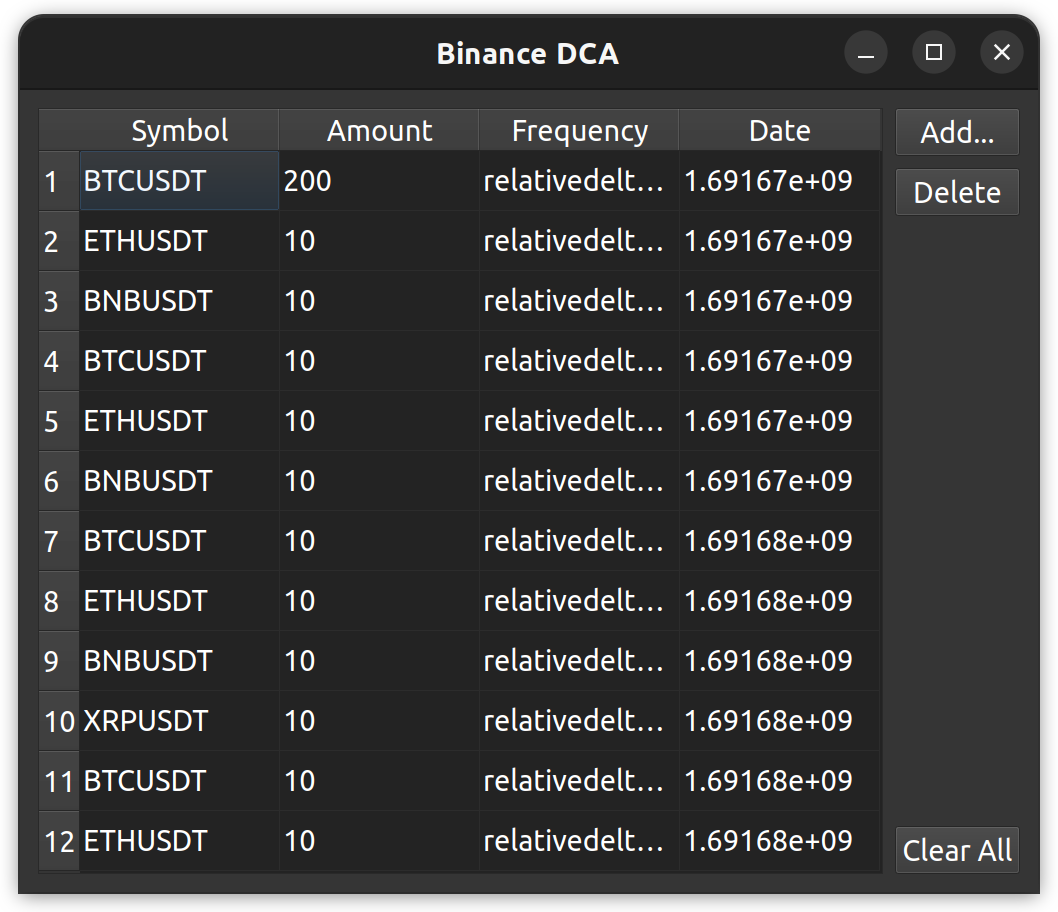 Binance DCA
Symbol Amount Frequency Date
Add...
1 BTCUSDT 200 relativedelt... 1.69167e+09
Delete
2 ETHUSDT 10 relativedelt... 1.69167e+09
3 BNBUSDT 10 relativedelt... 1.69167e+09
4 BTCUSDT 10 relativedelt... 1.69167e+09
5 ETHUSDT 10 relativedelt... 1.69167e+09
6 BNBUSDT 10 relativedelt... 1.69167e+09
7 BTCUSDT 10 relativedelt... 1.69168e+09
8 ETHUSDT 10 relativedelt... 1.69168e+09
9 BNBUSDT 10 relativedelt... 1.69168e+09
10 XRPUSDT 10 relativedelt... 1.69168e+09
11 BTCUSDT 10 relativedelt... 1.69168e+09
12 ETHUSDT 10 relativedelt... 1.69168e+09
Clear All